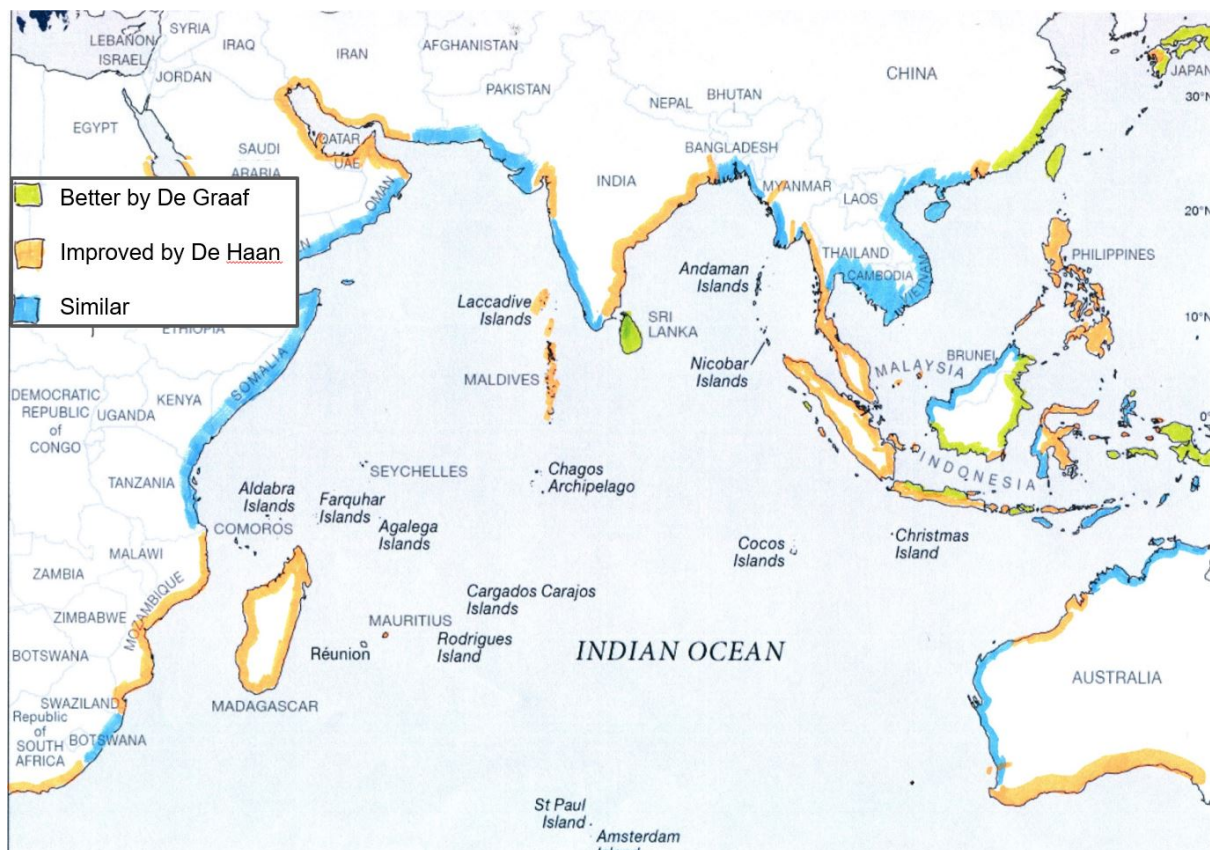 SYRIA
LEBANON
ISRAEL
IRAQ
IRAN
AFGHANISTAN
JORDAN
PAKISTAN
CHINA
JAPAN
30°N
EGYPT
SAUDI
ARABIA
QATAR
UAE
OMAN
NEPAL
BHUTAN
BANGLADESH
INDIA
MYANMAR
LAOS
20°N
THAILAND
CAMBODIA
VIETNAM
PHILIPPINES
Better by De Graaf
Improved by De Haan
Similar
ETHIOPIA
Laccadive
Islands
SRI
LANKA
Andaman
Islands
10°N
Nicobar
Islands
MALAYSIA
BRUNEI
MALDIVES
SOMALIA
DEMOCRATIC
REPUBLIC
of
CONGO
UGANDA
KENYA
0°
TANZANIA
SEYCHELLES
Chagos
Archipelago
INDONESIA
Aldabra
Islands
Farquhar
Islands
Agalega
Islands
COMOROS
Cocos
Islands
Christmas
Island
MALAWI
ZAMBIA
ZIMBABWE
MOZAMBIQUE
Cargados Carajos
Islands
MAURITIUS
Rodrigues
Island
Réunion
INDIAN OCEAN
BOTSWANA
MADAGASCAR
AUSTRALIA
SWAZILAND
Republic
of
SOUTH
AFRICA
BOTSWANA
St Paul
Island
Amsterdam